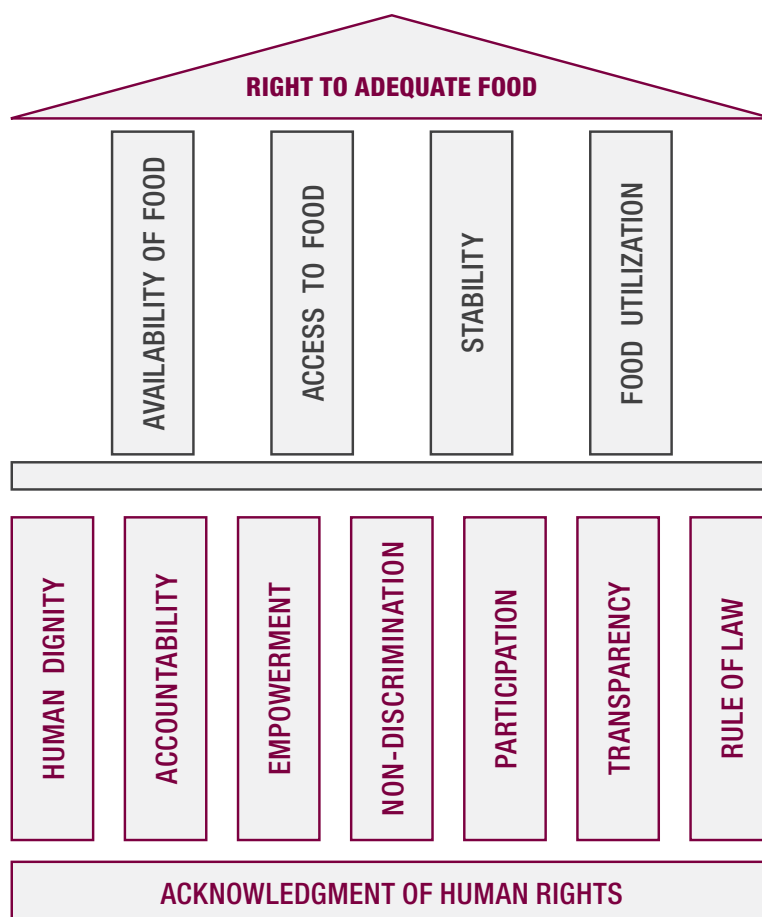 RIGHT TO ADEQUATE FOOD
AVAILABILITY OF FOOD
ACCESS TO FOOD
STABILITY
FOOD UTILIZATION
HUMAN DIGNITY
ACCOUNTABILITY
EMPOWERMENT
NON-DISCRIMINATION
PARTICIPATION
TRANSPARENCY
RULE OF LAW
ACKNOWLEDGMENT OF HUMAN RIGHTS